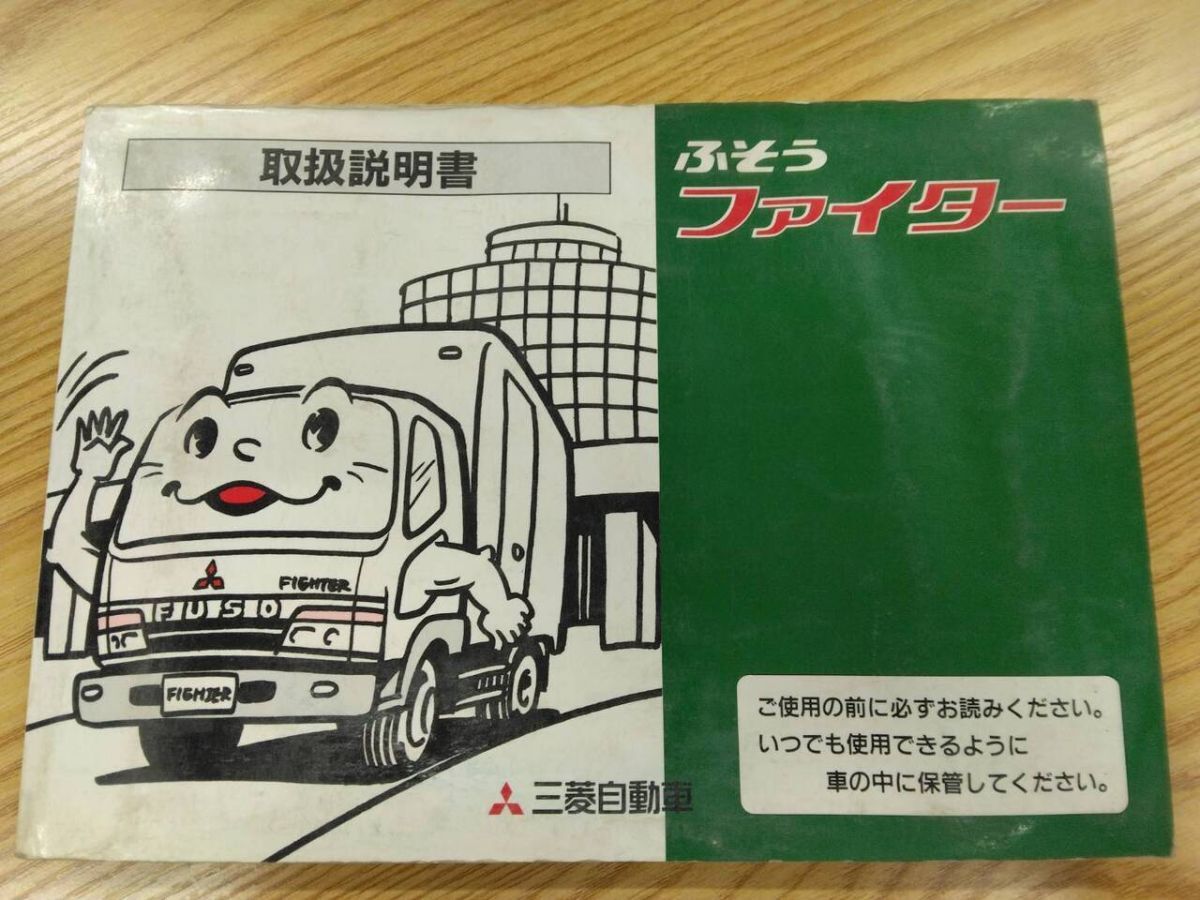 取扱説明書
ふそう
ファイター
FIGHTER
FUSO
FIGHTER
三菱自動車
ご使用の前に必ずお読みください。
いつでも使用できるように
車の中に保管してください。